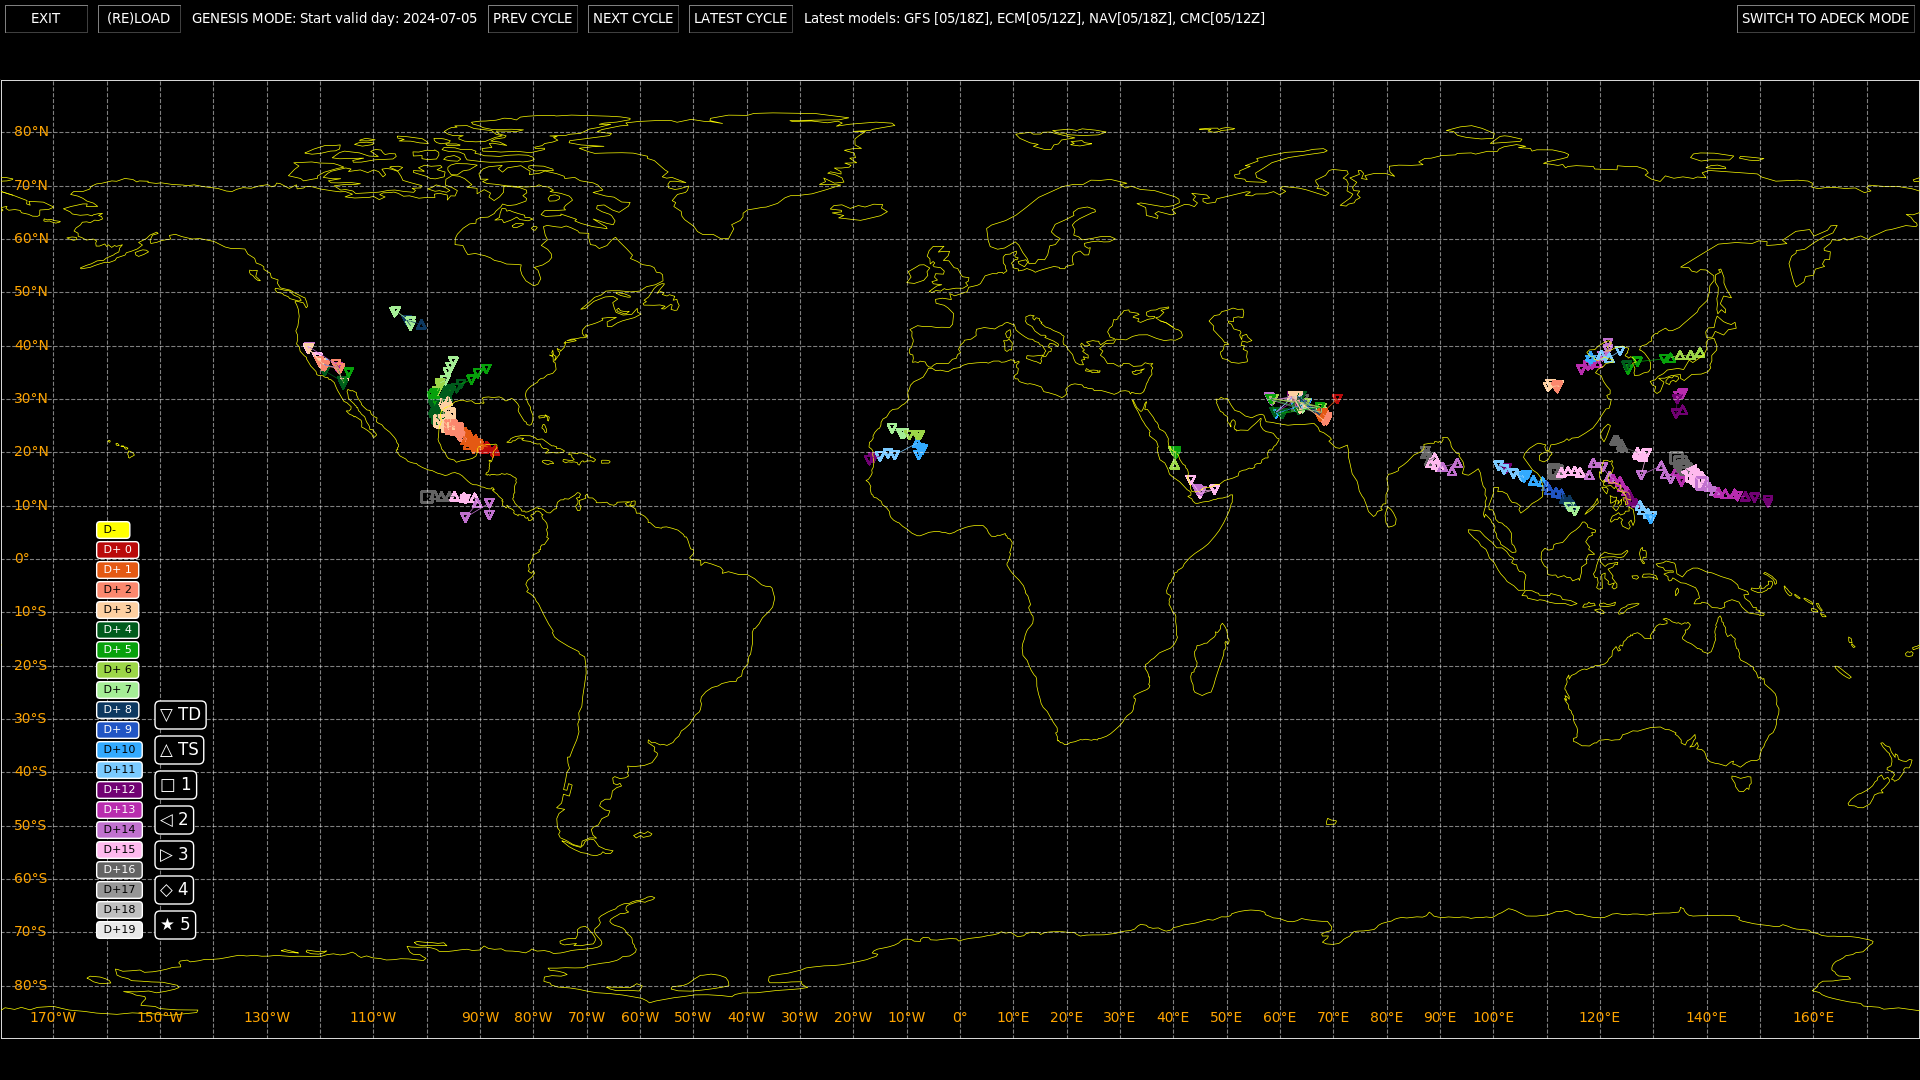 EXIT (RE)LOAD GENESIS MODE: Start valid day: 2024-07-05 PREV CYCLE NEXT CYCLE LATEST CYCLE Latest models: GFS [05/18Z], ECM[05/12Z], NAV[05/18Z], CMC[05/12Z] SWITCH TO ADECK MODE
80°N
70°N
60°N
50°N
40°N
30°N
20°N
10°N
D-
D+ 0
0°
D+ 1
D+ 2
10°S
D+ 3
D+ 4
D+ 5
20°S
D+ 6
D+ 7
D+ 8
30°S
▽ TD
D+ 9
D+10
△ TS
40°S
D+11
D+12
□ 1
D+13
50°S
◁ 2
D+14
D+15
▷ 3
D+16
60°S
D+17
◇ 4
D+18
D+19
★ 5
70°S
80°S
170°W 150°W 130°W 110°W 90°W 80°W 70°W 60°W 50°W 40°W 30°W 20°W 10°W 0° 10°E 20°E 30°E 40°E 50°E 60°E 70°E 80°E 90°E 100°E 120°E 140°E 160°E